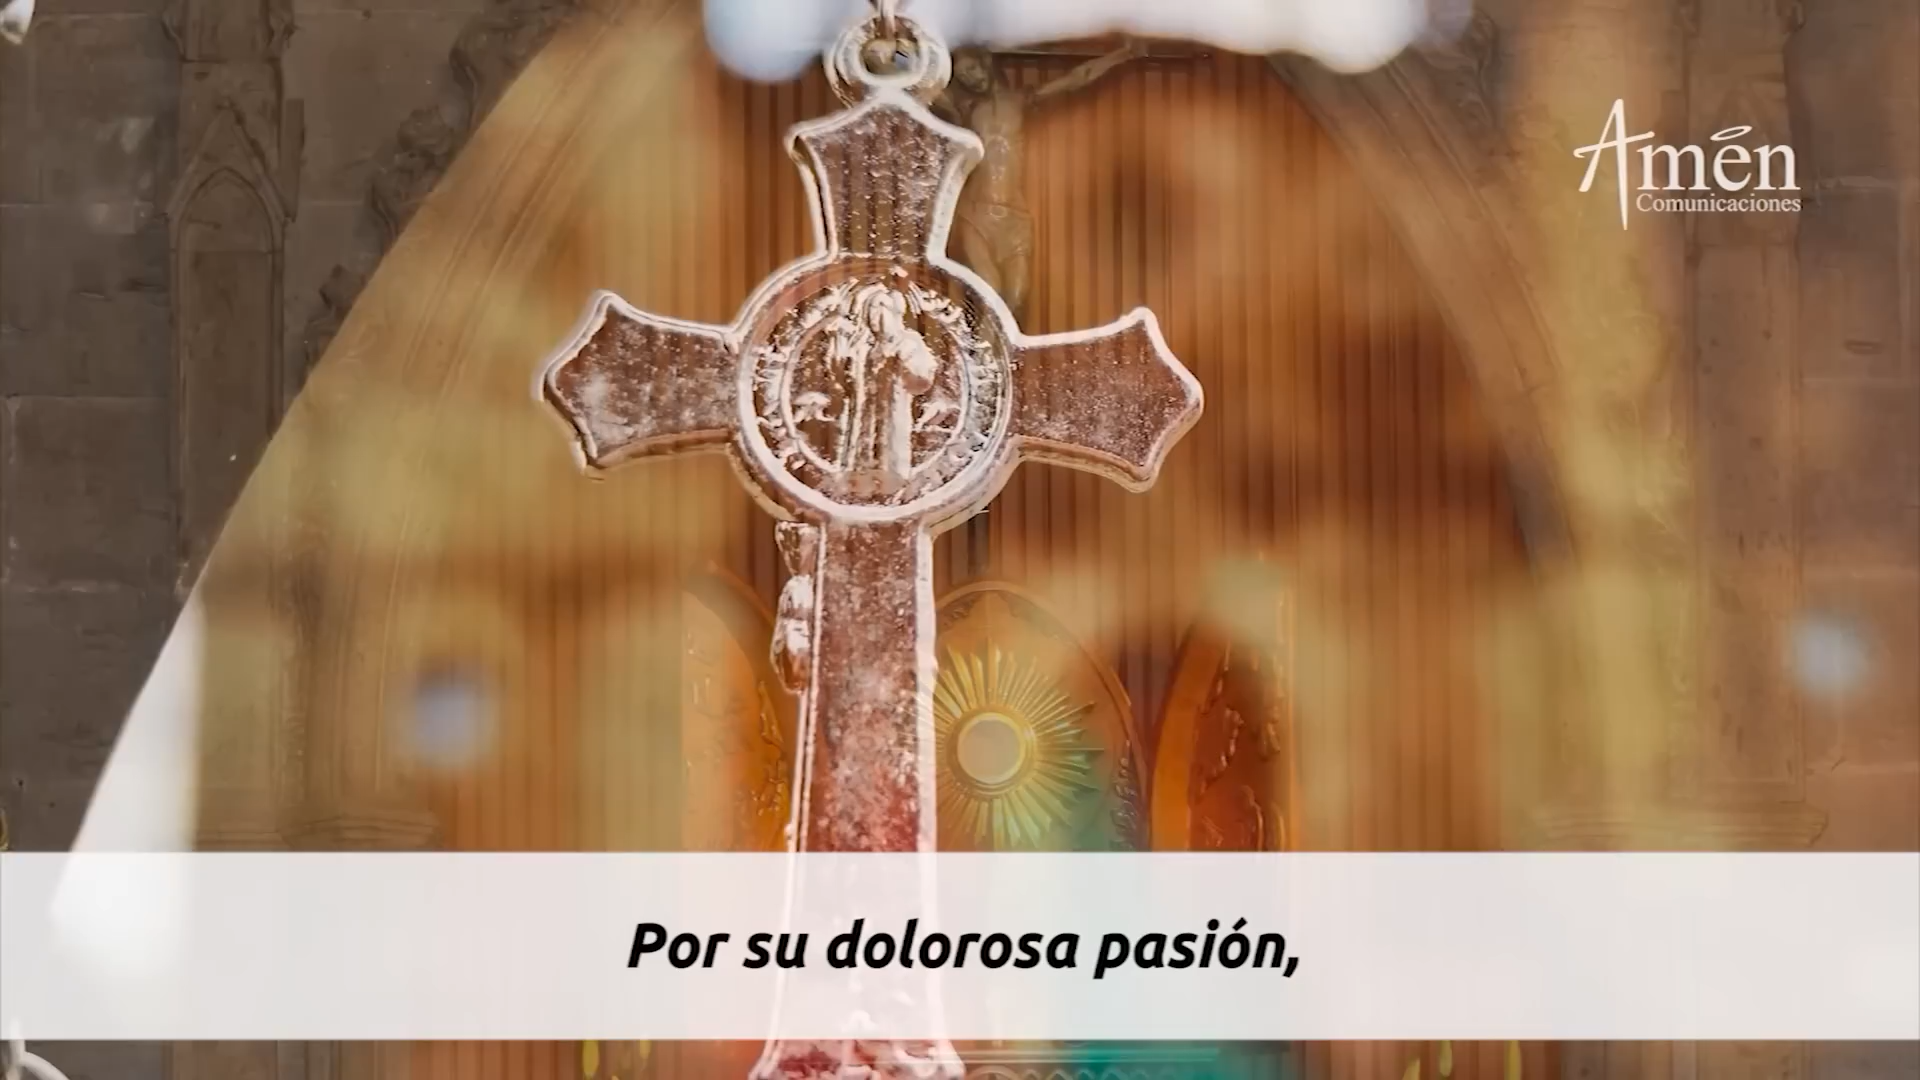 Amén
Comunicaciones
Por su dolorosa pasión,